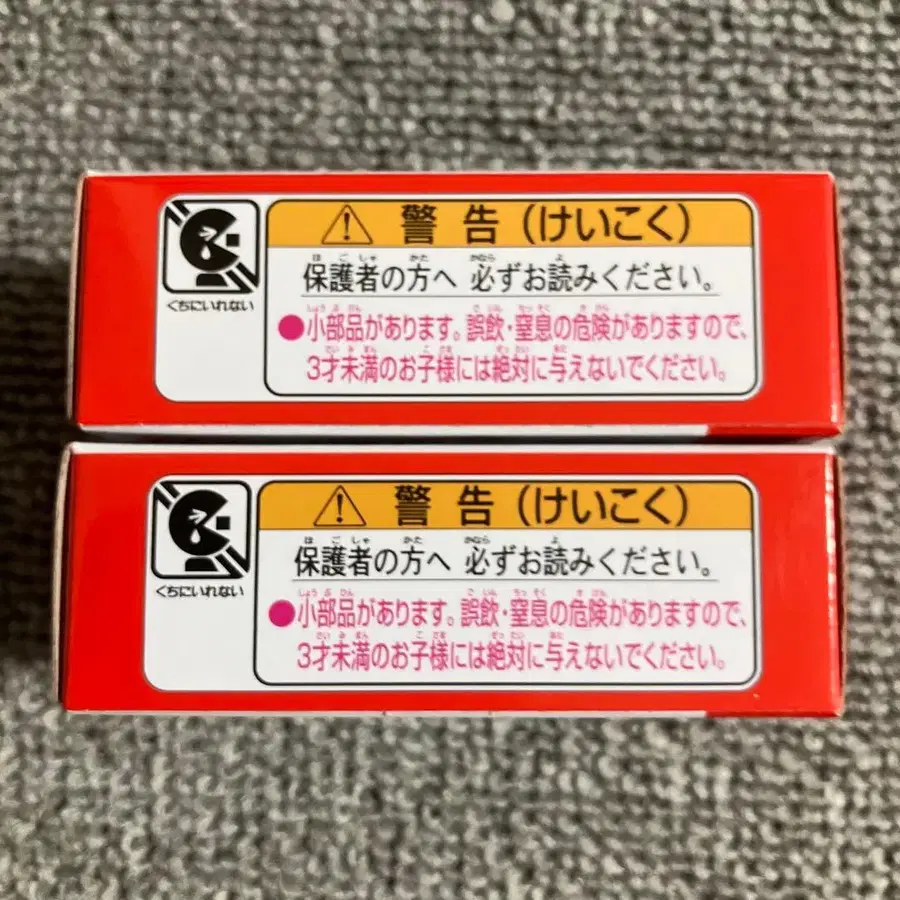 警告(けいこく)
保護者の方へ 必ずお読みください。
くちにいれない
●小部品があります。誤飲・窒息の危険がありますので、
3才未満のお子様には絶対に与えないでください。
警告(けいこく)
保護者の方へ 必ずお読みください。
くちにいれない
●小部品があります。誤飲・窒息の危険がありますので、
3才未満のお子様には絶対に与えないでください。